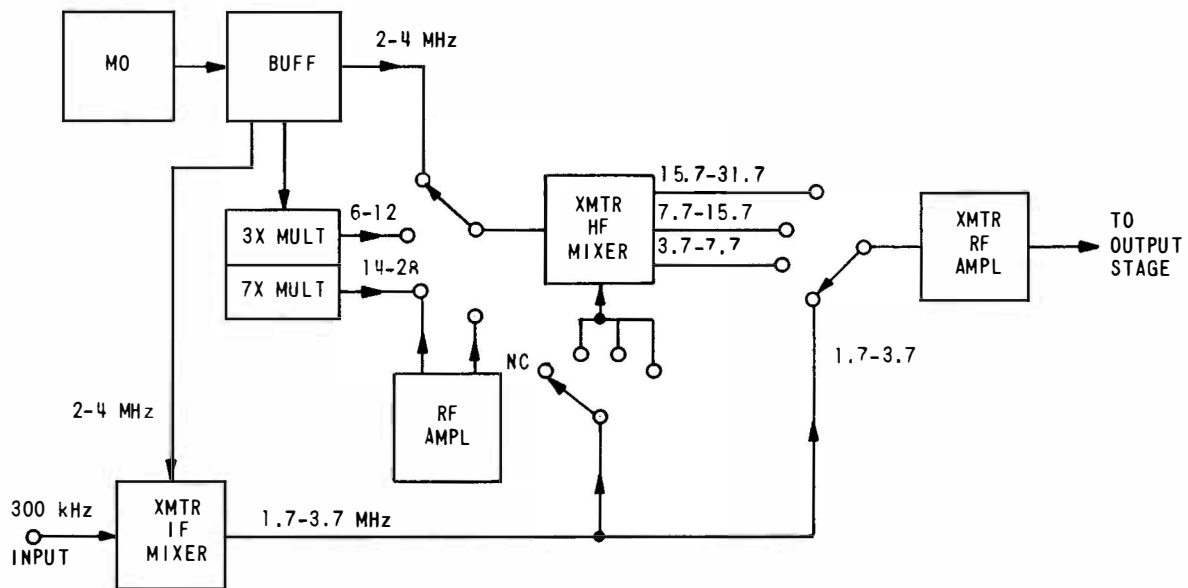 2-4 MHz
MO
BUFF
15.7-31.7
XMTR
HF
MIXER
7.7-15.7
3.7-7.7
XMTR
RF
AMPL
TO
OUTPUT
STAGE
6-12
3X MULT
14-28
7X MULT
1.7-3.7
NC
RF
AMPL
2-4 MHz
300 kHz
INPUT
XMTR
IF
MIXER
1.7-3.7 MHz